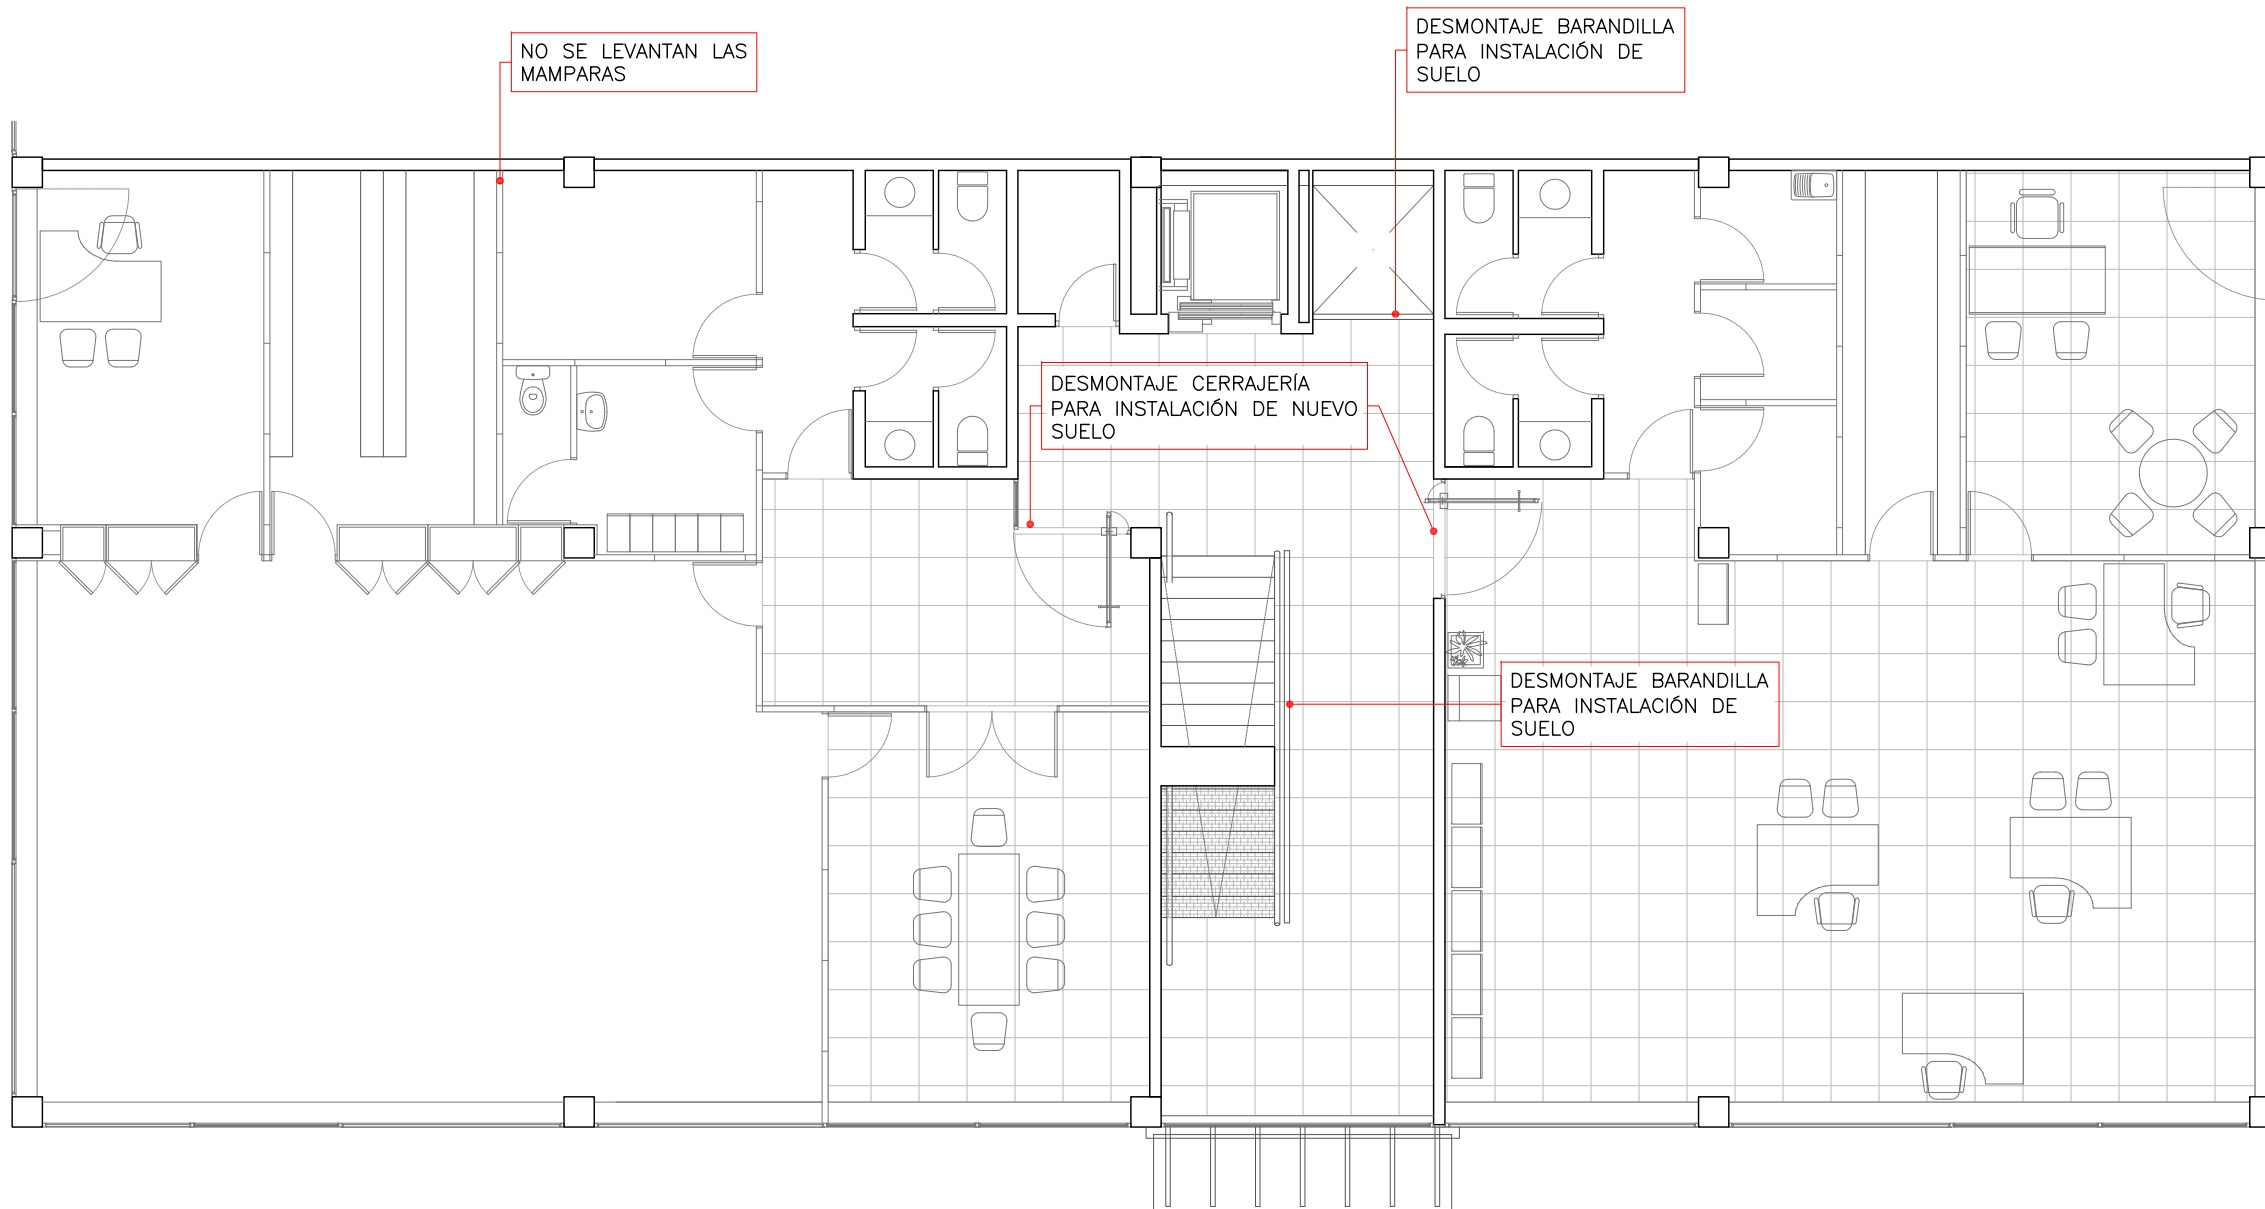 NO SE LEVANTAN LAS
MAMPARAS
DESMONTAJE BARANDILLA
PARA INSTALACIÓN DE
SUELO
DESMONTAJE CERRAJERÍA
PARA INSTALACIÓN DE NUEVO
SUELO
DESMONTAJE BARANDILLA
PARA INSTALACIÓN DE
SUELO